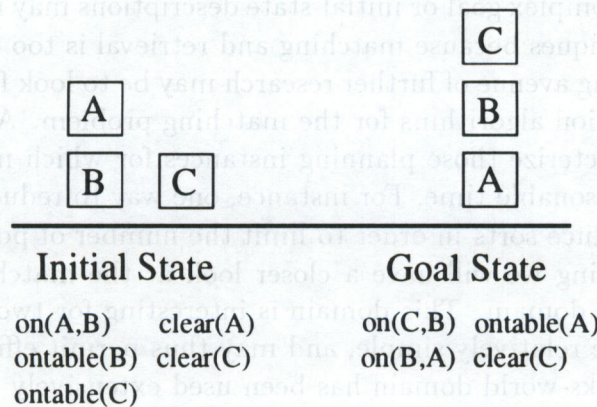 C
A
B
B
C
A
Initial State
Goal State
on(A,B) clear(A)
ontable(B) clear(C)
ontable(C)
on(C,B) ontable(A)
on(B,A) clear(C)